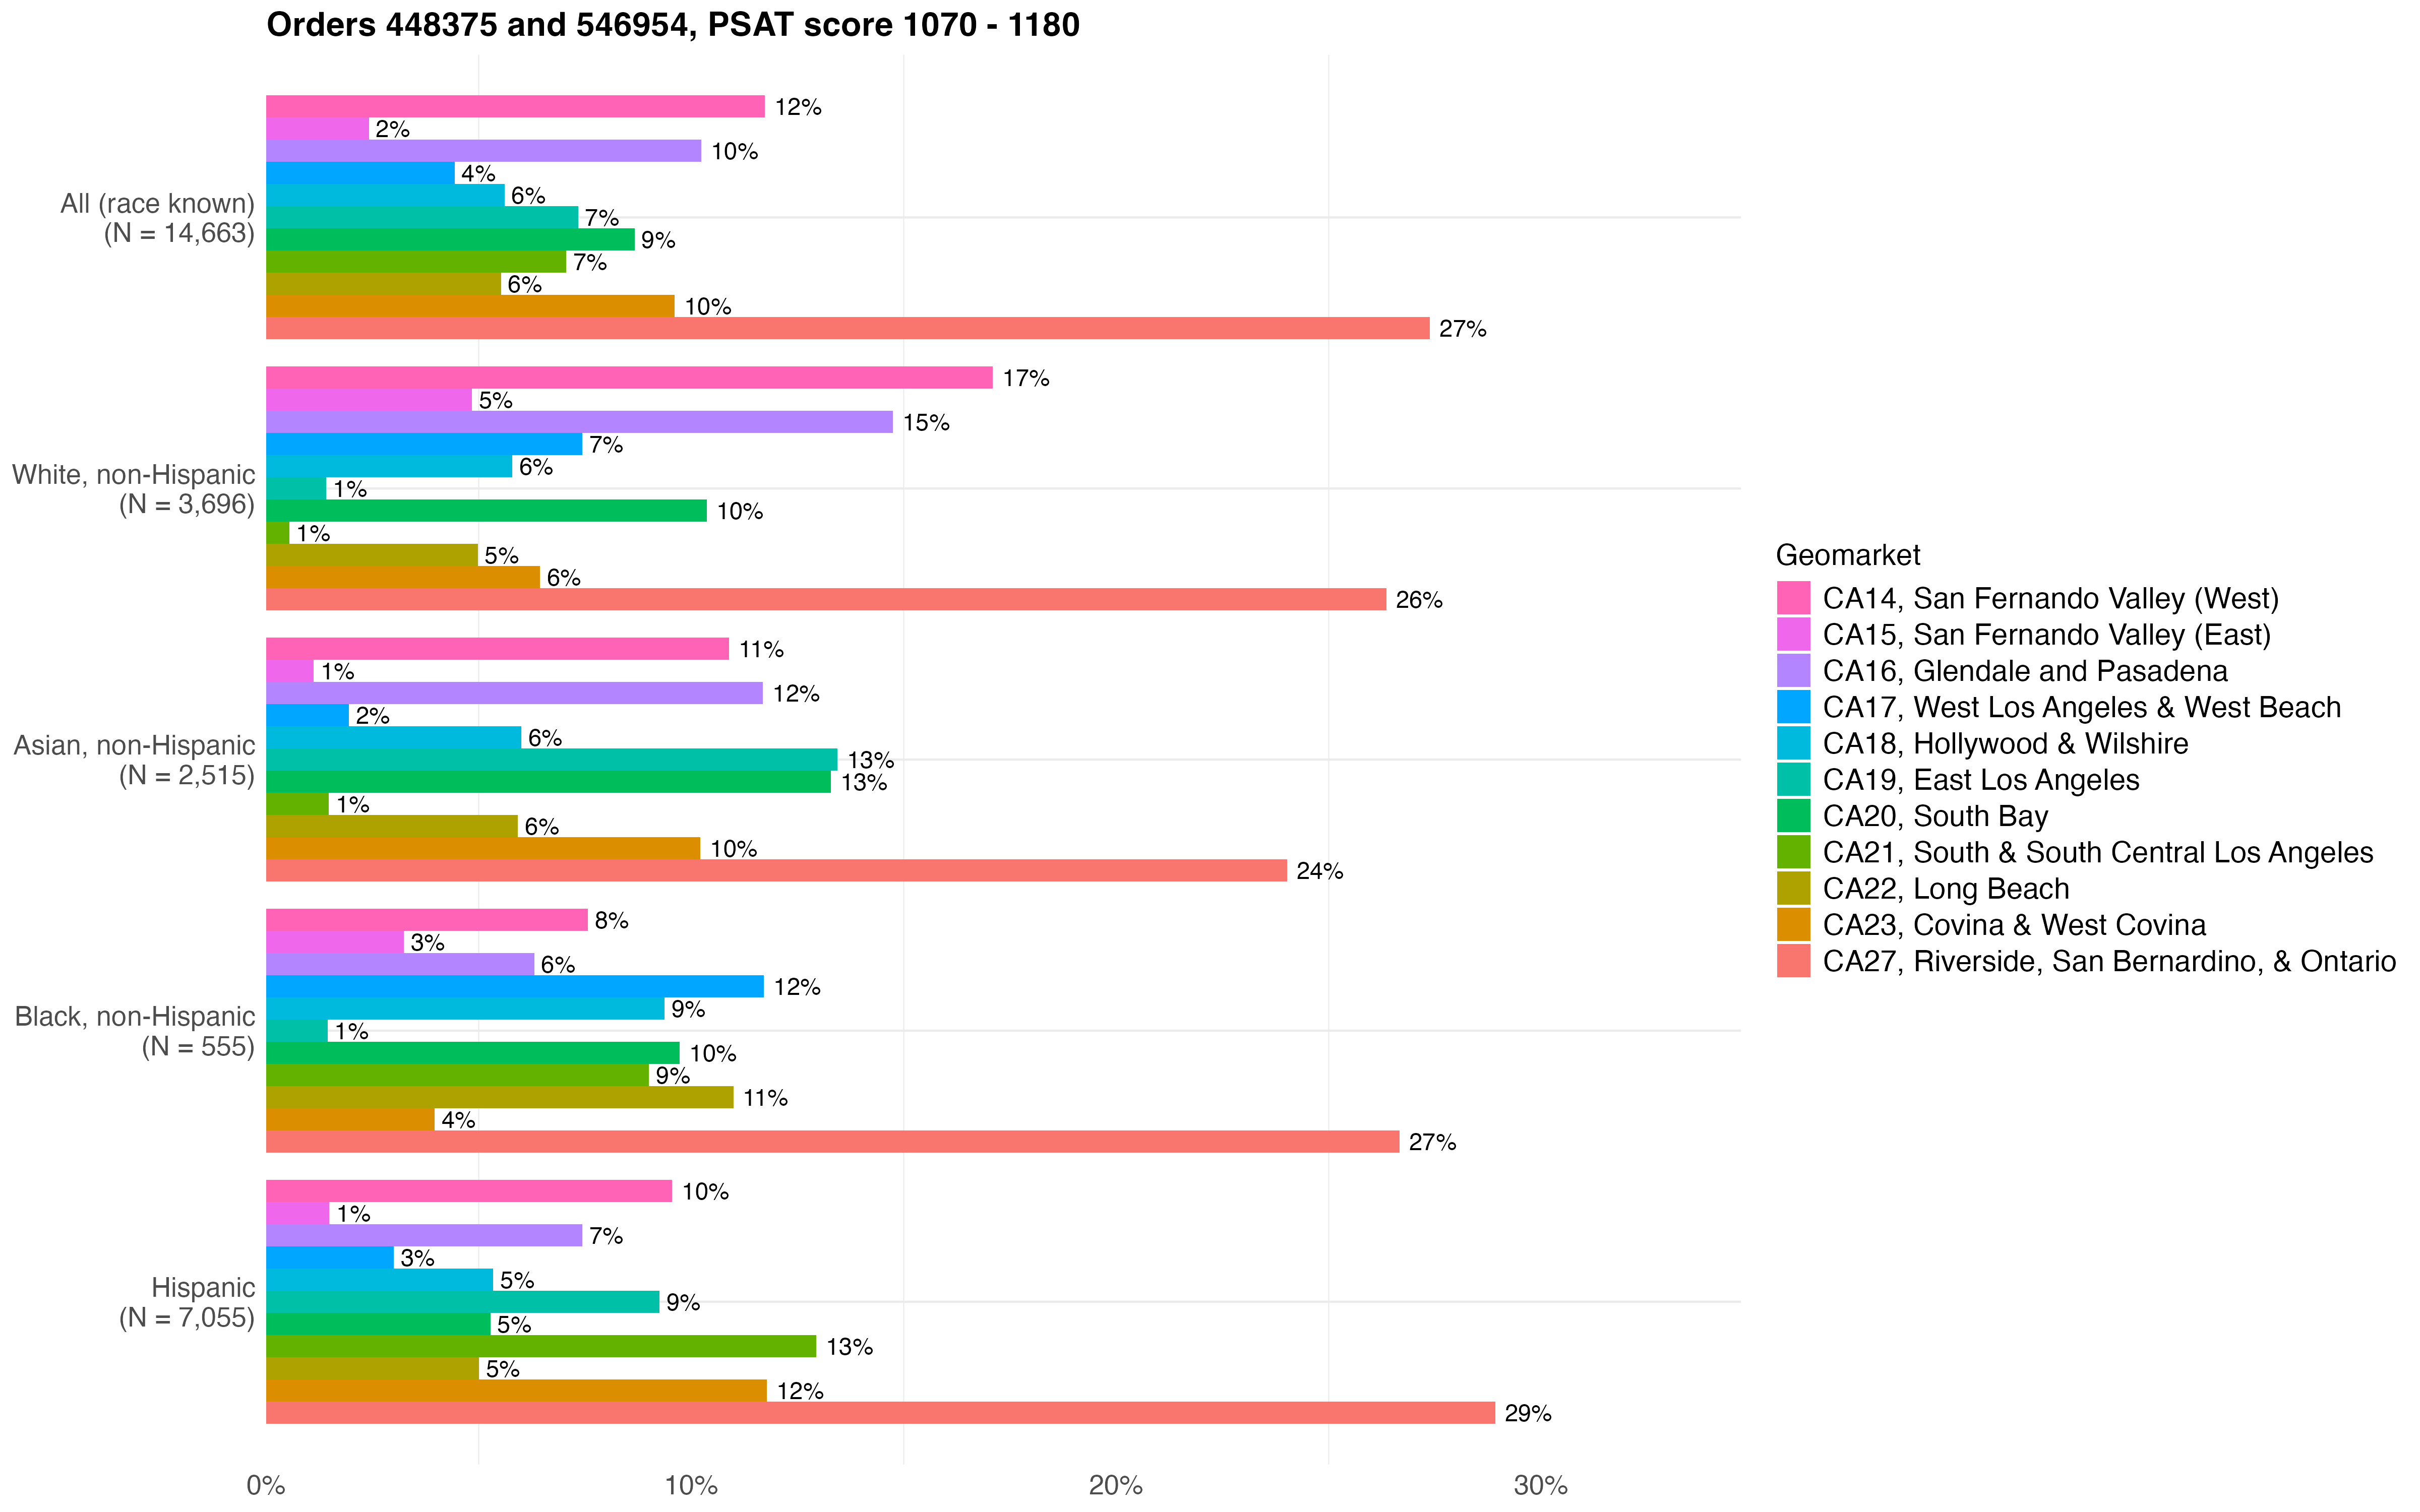 Orders 448375 and 546954, PSAT score 1070 - 1180
All (race known)
(N = 14,663)
12%
2%
10%
4%
6%
7%
9%
7%
6%
10%
27%
White, non-Hispanic
(N = 3,696)
17%
5%
15%
7%
6%
1%
10%
1%
5%
6%
26%
Asian, non-Hispanic
(N = 2,515)
11%
1%
12%
2%
6%
13%
13%
1%
6%
10%
24%
Black, non-Hispanic
(N = 555)
8%
3%
6%
12%
9%
1%
10%
9%
11%
4%
27%
Hispanic
(N = 7,055)
10%
1%
7%
3%
5%
9%
5%
13%
5%
12%
29%
0%
10%
20%
30%
Geomarket
CA14, San Fernando Valley (West)
CA15, San Fernando Valley (East)
CA16, Glendale and Pasadena
CA17, West Los Angeles & West Beach
CA18, Hollywood & Wilshire
CA19, East Los Angeles
CA20, South Bay
CA21, South & South Central Los Angeles
CA22, Long Beach
CA23, Covina & West Covina
CA27, Riverside, San Bernardino, & Ontario